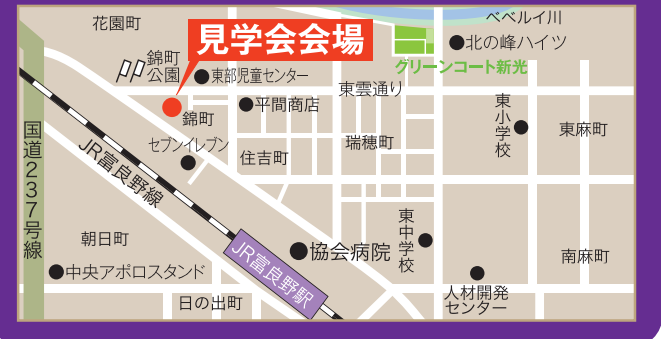 花園町
ベベルイ川
見学会会場
北の峰ハイツ
錦町
公園
東部児童センター
グリーンコート新光
東雲通り
平間商店
錦町
東小学校
東麻町
国道237号線
セブンイレブン
住吉町
瑞穂町
JR富良野線
朝日町
東中学校
協会病院
JR富良野駅
南麻町
中央アポロスタンド
日の出町
人材開発
センター